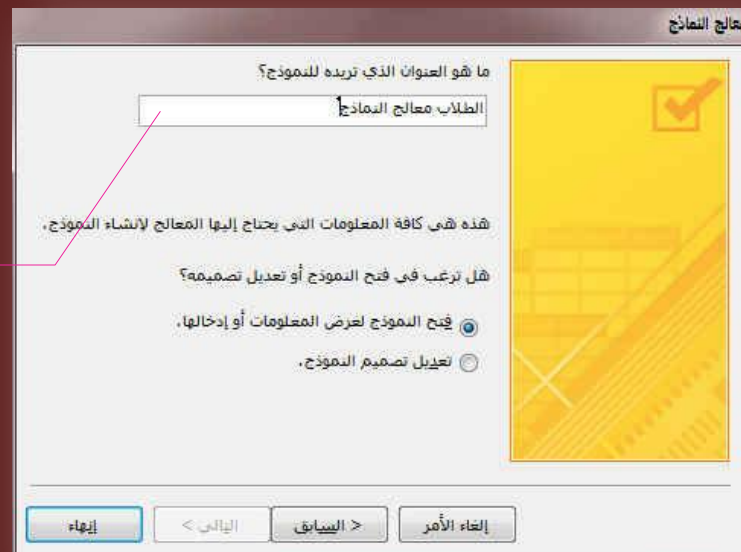 معالج النماذج
ما هو العنوان الذي تريده للنموذج؟
الطلاب معالج النماذج1
هذه هي كافة المعلومات التي يحتاج إليها المعالج لإنشاء النموذج.
هل ترغب في فتح النموذج أو تعديل تصميمه؟
فتح النموذج لعرض المعلومات أو إدخالها.
تعديل تصميم النموذج.
إلغاء الأمر
< السابق
التالي >
إنهاء